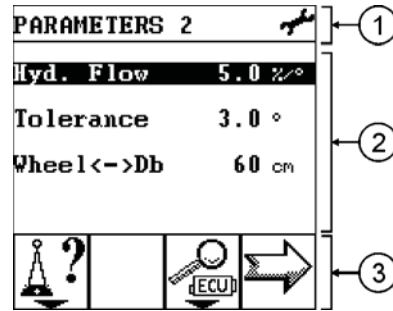 PARAMETERS 2
1
Hyd. Flow 5.0 %/°
Tolerance 3.0 °
2
Wheel<->Db 60 cm
?
ECU
3